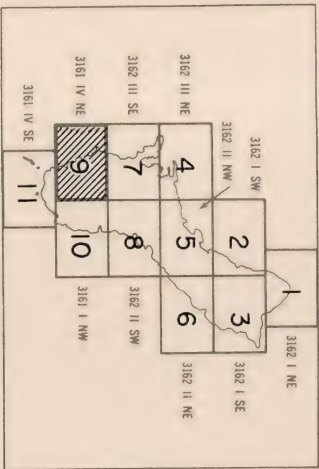 3162 I NE
1
3162 I SW
2
3
3162 I SE
3162 II NW
3162 III NE
4
5
6
3162 II NE
3162 III SE
7
8
3162 II SW
3161 IV NE
9
10
3161 I NW
3161 IV SE
11